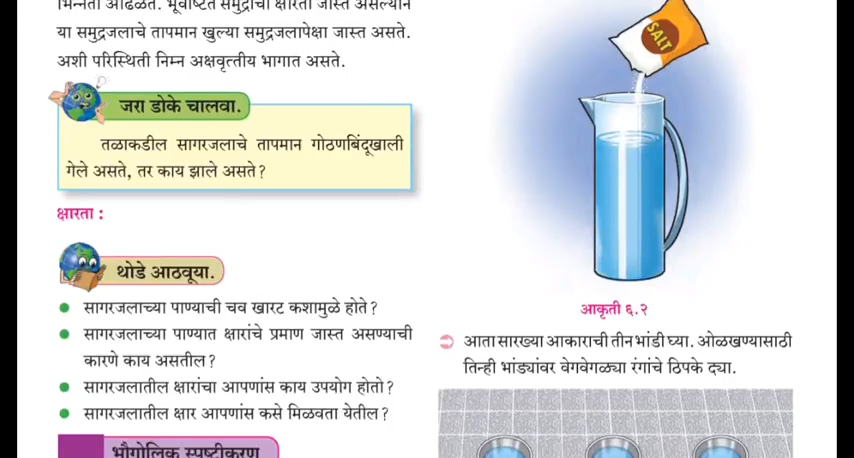 भिन्नता आढळते. भूवेष्टित समुद्राची क्षारता जास्त असल्याने
या समुद्रजलाचे तापमान खुल्या समुद्रजलापेक्षा जास्त असते.
अशी परिस्थिती निम्न अक्षवृत्तीय भागात असते.
जरा डोके चालवा.
तळाकडील सागरजलाचे तापमान गोठणबिंदूखाली
गेले असते, तर काय झाले असते?
क्षारता :
थोडे आठवूया.
सागरजलाच्या पाण्याची चव खारट कशामुळे होते?
सागरजलाच्या पाण्यात क्षारांचे प्रमाण जास्त असण्याची
कारणे काय असतील?
सागरजलातील क्षारांचा आपणांस काय उपयोग होतो?
सागरजलातील क्षार आपणांस कसे मिळवता येतील?
भौगोलिक स्पष्टीकरण
SALT
आकृती ६.२
आता सारख्या आकाराची तीन भांडी घ्या. ओळखण्यासाठी
तिन्ही भांड्यांवर वेगवेगळ्या रंगांचे ठिपके द्या.